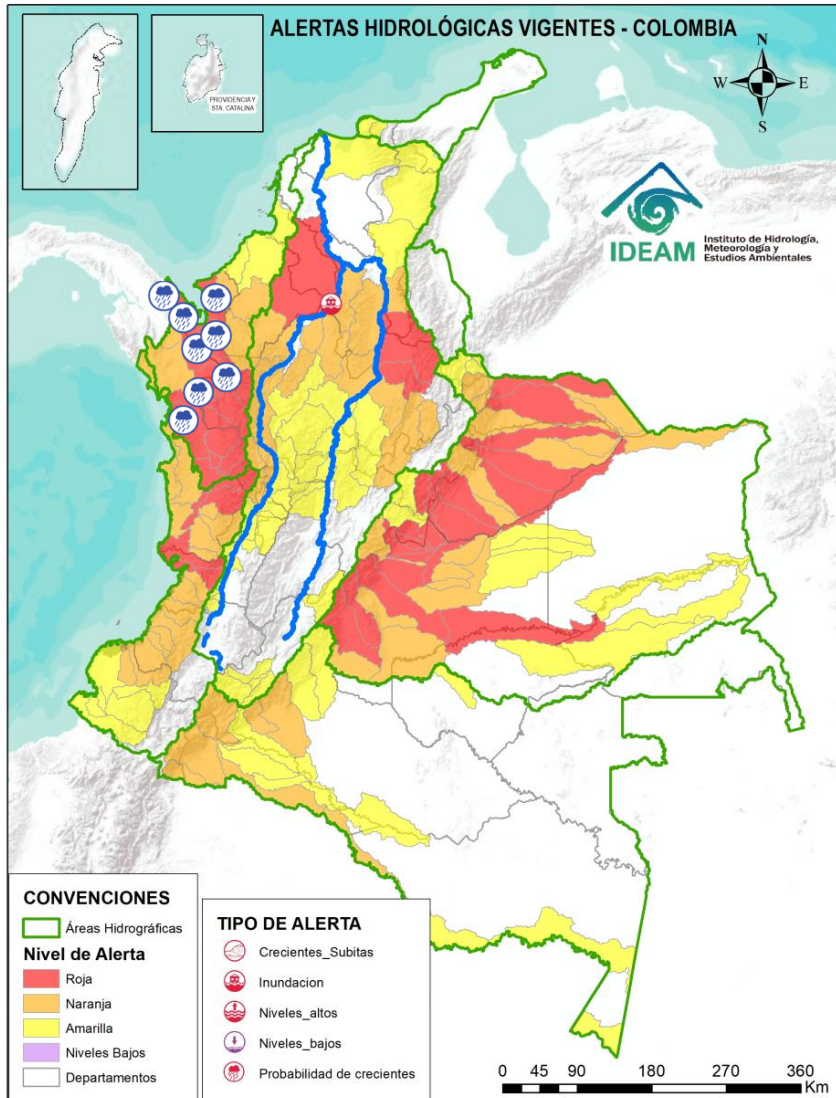 ALERTAS HIDROLÓGICAS VIGENTES - COLOMBIA
PROVIDENCIA Y
STA. CATALINA
N
W
E
S
IDEAM
Instituto de Hidrología,
Meteorología y
Estudios Ambientales
CONVENCIONES
Áreas Hidrográficas
Nivel de Alerta
Roja
Naranja
Amarilla
Niveles Bajos
Departamentos
TIPO DE ALERTA
Crecientes_Subitas
Inundacion
Niveles_altos
Niveles_bajos
Probabilidad de crecientes
0 45 90 180 270 360
Km